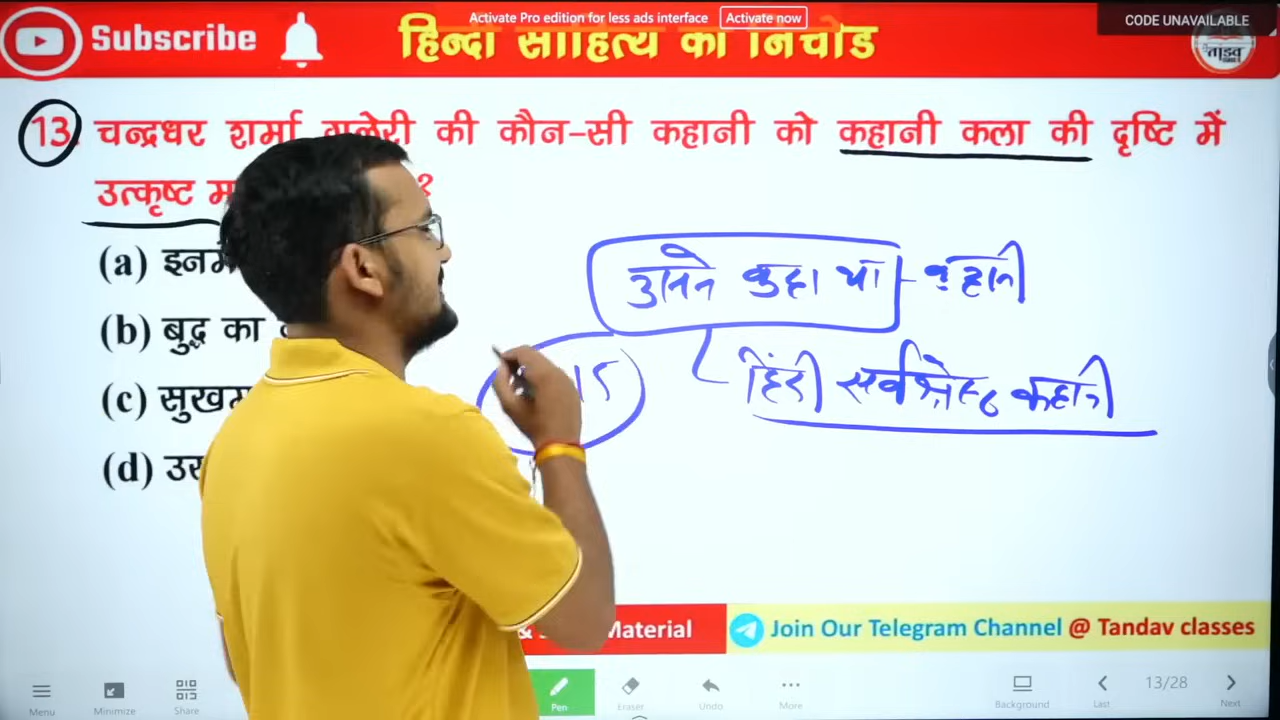 Activate Pro edition for less ads interface Activate now
CODE UNAVAILABLE
Subscribe
हिन्दी साहित्य का निचोड़
13. चन्द्रधर शर्मा गुलेरी की कौन-सी कहानी को कहानी कला की दृष्टि में
उत्कृष्ट
(a)
(b) बुद्ध का
(c)
(d)
उसने कहा था - कहानी
हिंदी सर्वश्रेष्ठ कहानी
Material
Join Our Telegram Channel @ Tandav classes
Menu Minimize Share Pen Eraser Undo More Background Last 13/28 Next